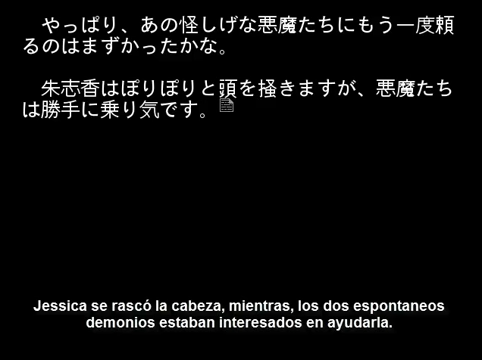 やっぱり、あの怪しげな悪魔たちにもう一度頼
るのはまずかったかな。
朱志香はぽりぽりと頭を掻きますが、悪魔たち
は勝手に乗り気です。
Jessica se rascó la cabeza, mientras, los dos espontaneos
demonios estaban interesados en ayudarla.